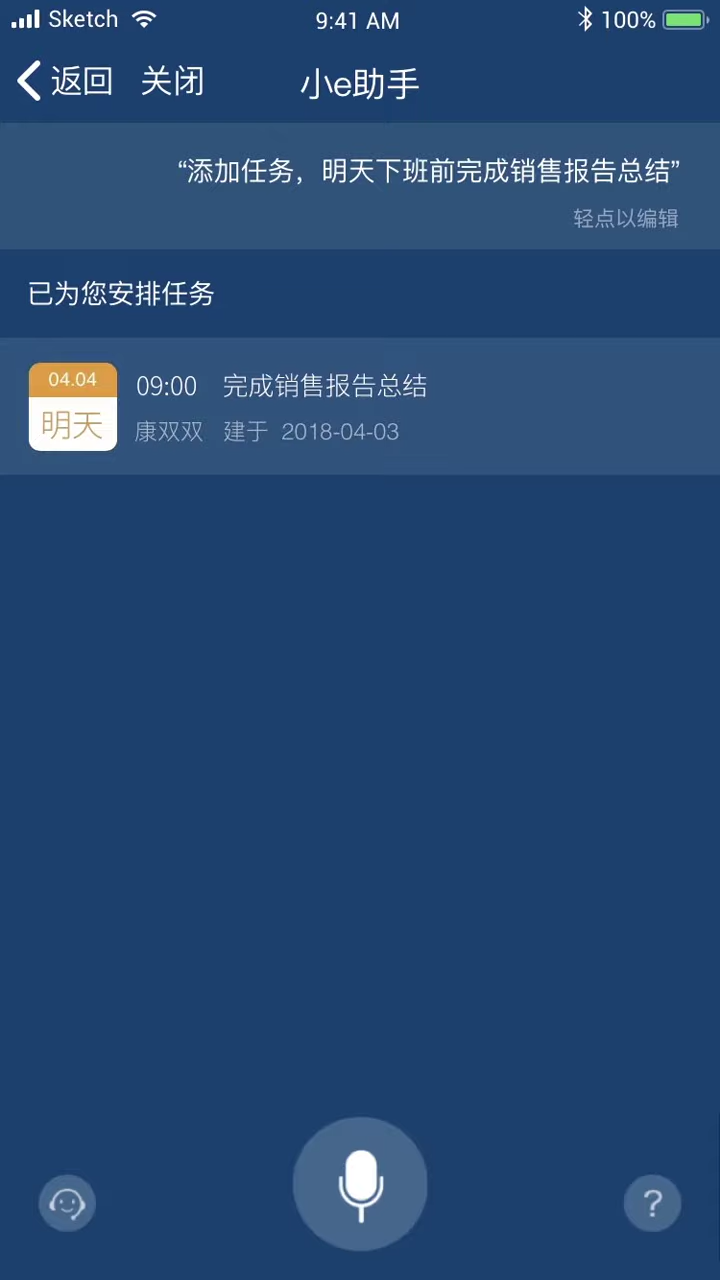 Sketch 9:41 AM 100%
返回 关闭 小e助手
“添加任务，明天下班前完成销售报告总结”
轻点以编辑
已为您安排任务
04.04
明天
09:00 完成销售报告总结
康双双 建于 2018-04-03
?